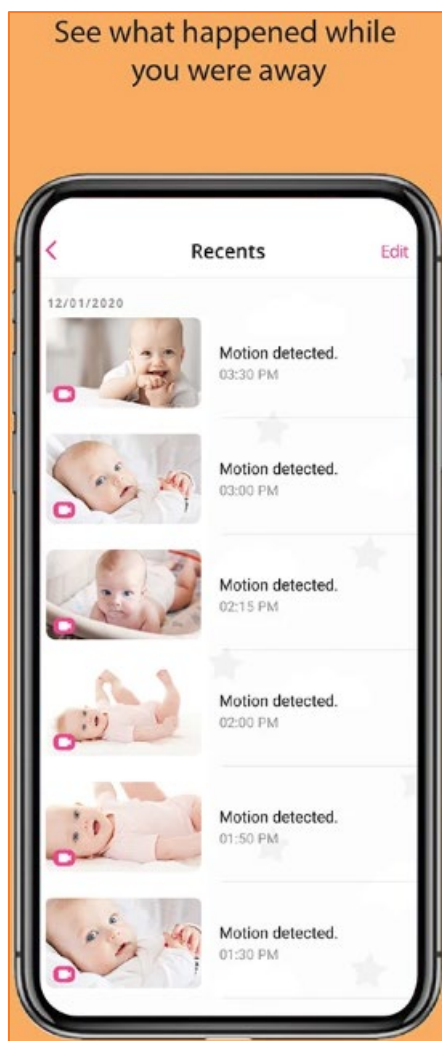 See what happened while
you were away
Recents
Edit
12/01/2020
Motion detected.
03:30 PM
Motion detected.
03:00 PM
Motion detected.
02:15 PM
Motion detected.
02:00 PM
Motion detected.
01:50 PM
Motion detected.
01:30 PM